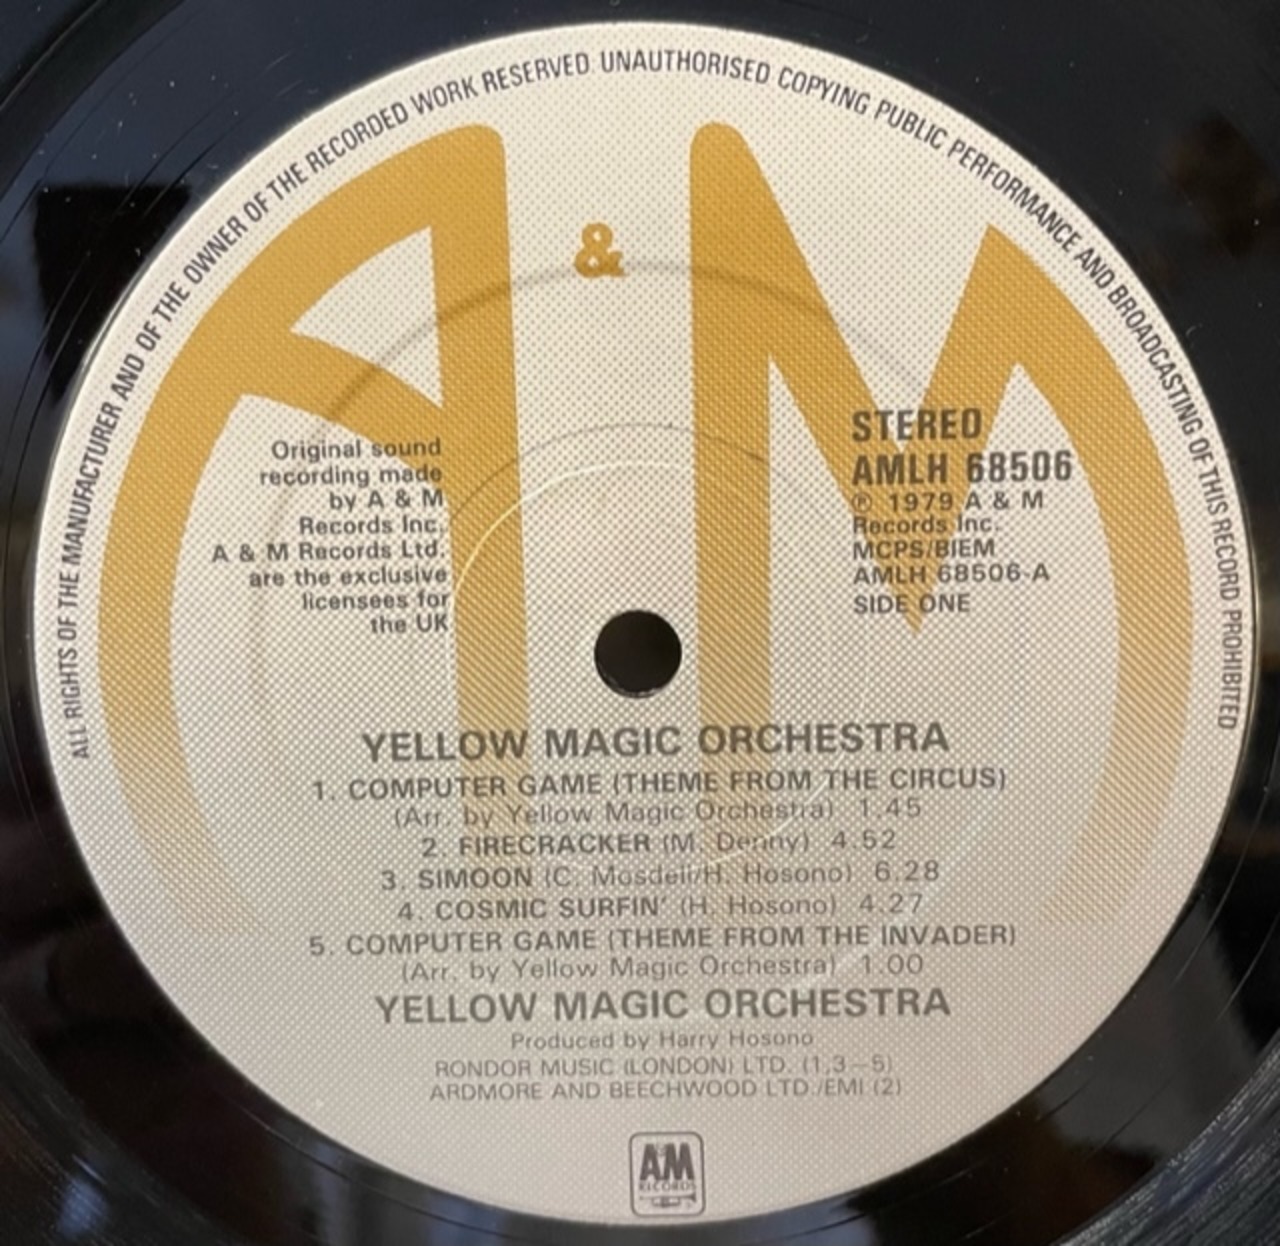 ALL RIGHTS OF THE MANUFACTURER AND OF THE OWNER OF THE RECORDED WORK RESERVED UNAUTHORISED COPYING PUBLIC PERFORMANCE AND BROADCASTING OF THIS RECORD PROHIBITED
A & M
Original sound
recording made
by A & M
Records Inc.
A & M Records Ltd.
are the exclusive
licensees for
the UK
STEREO
AMLH 68506
℗ 1979 A & M
Records Inc.
MCPS/BIEM
AMLH 68506-A
SIDE ONE
YELLOW MAGIC ORCHESTRA
1. COMPUTER GAME (THEME FROM THE CIRCUS)
(Arr. by Yellow Magic Orchestra) 1.45
2. FIRECRACKER (M. Denny) 4.52
3. SIMOON (C. Mosdell/H. Hosono) 6.28
4. COSMIC SURFIN' (H. Hosono) 4.27
5. COMPUTER GAME (THEME FROM THE INVADER)
(Arr. by Yellow Magic Orchestra) 1.00
YELLOW MAGIC ORCHESTRA
Produced by Harry Hosono
RONDOR MUSIC (LONDON) LTD. (1,3–5)
ARDMORE AND BEECHWOOD LTD./EMI (2)
AM
RECORDS